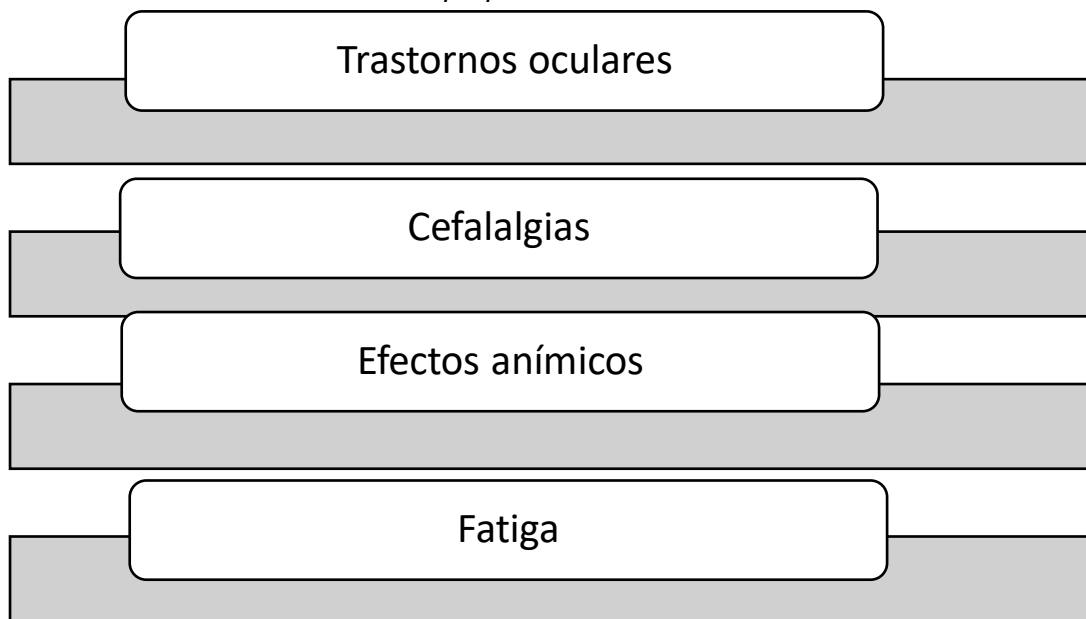 Trastornos oculares
Cefalalgias
Efectos anímicos
Fatiga